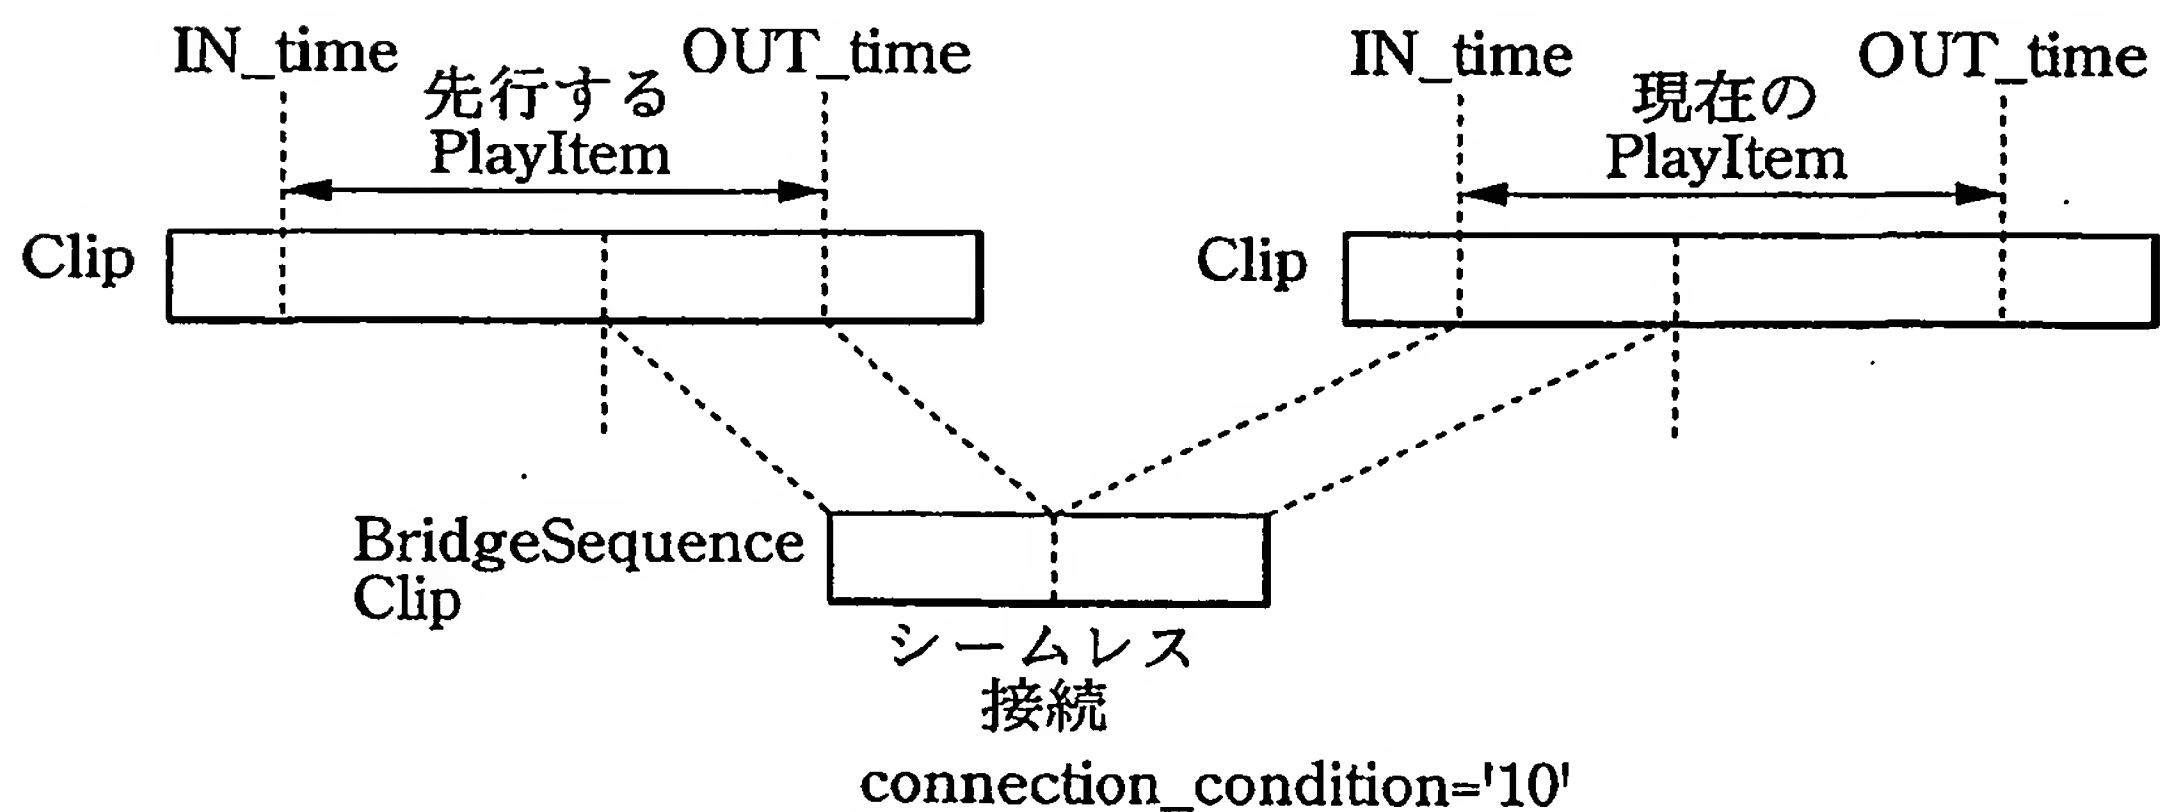 IN_time
先行する
PlayItem
OUT_time
Clip
IN_time
現在の
PlayItem
OUT_time
Clip
BridgeSequence
Clip
シームレス
接続
connection_condition='10'